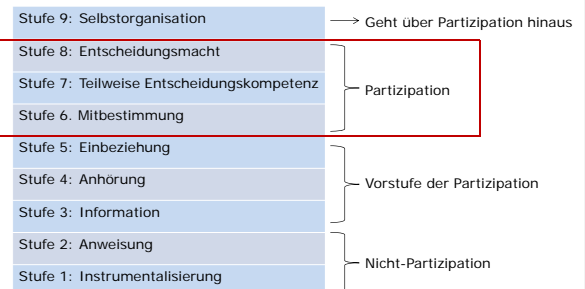 Stufe 9: Selbstorganisation
Geht über Partizipation hinaus
Stufe 8: Entscheidungsmacht
Stufe 7: Teilweise Entscheidungskompetenz
Partizipation
Stufe 6. Mitbestimmung
Stufe 5: Einbeziehung
Stufe 4: Anhörung
Vorstufe der Partizipation
Stufe 3: Information
Stufe 2: Anweisung
Nicht-Partizipation
Stufe 1: Instrumentalisierung